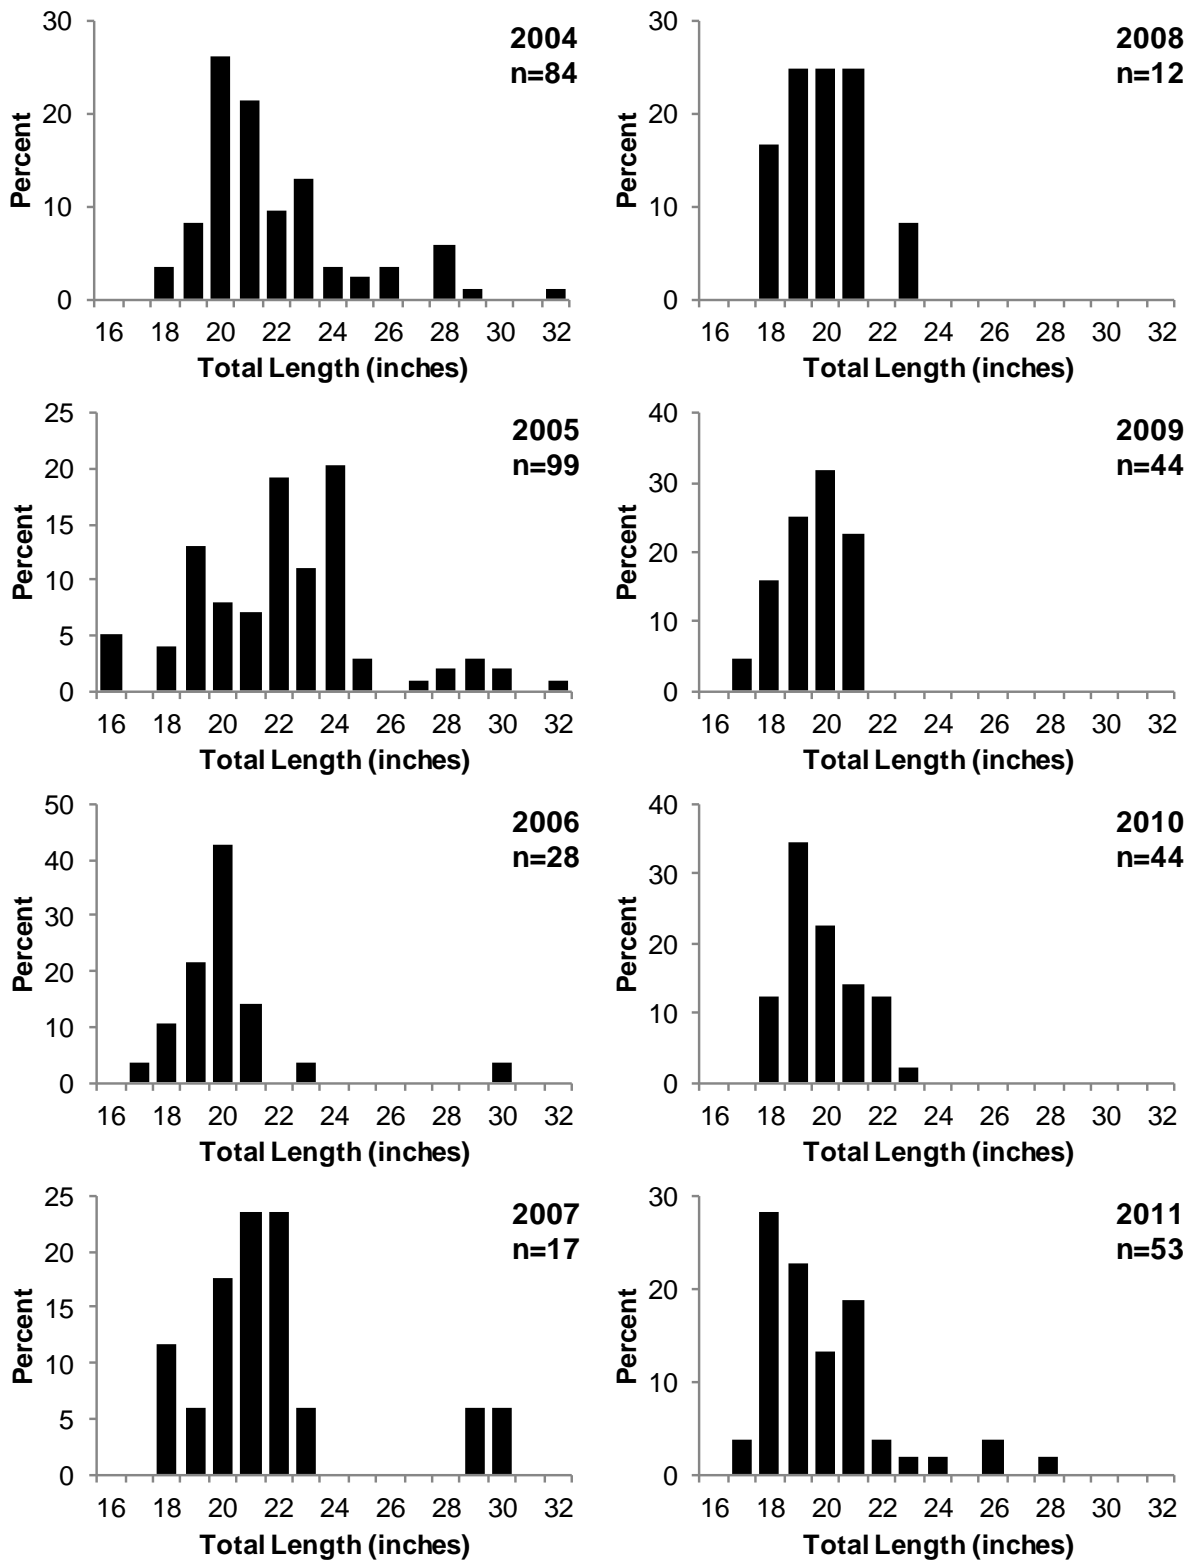 30
20
10
0
Percent
2004
n=84
16 18 20 22 24 26 28 30 32
Total Length (inches)
30
20
10
0
Percent
2008
n=12
16 18 20 22 24 26 28 30 32
Total Length (inches)
25
20
15
10
5
0
Percent
2005
n=99
16 18 20 22 24 26 28 30 32
Total Length (inches)
40
30
20
10
0
Percent
2009
n=44
16 18 20 22 24 26 28 30 32
Total Length (inches)
50
40
30
20
10
0
Percent
2006
n=28
16 18 20 22 24 26 28 30 32
Total Length (inches)
40
30
20
10
0
Percent
2010
n=44
16 18 20 22 24 26 28 30 32
Total Length (inches)
25
20
15
10
5
0
Percent
2007
n=17
16 18 20 22 24 26 28 30 32
Total Length (inches)
30
20
10
0
Percent
2011
n=53
16 18 20 22 24 26 28 30 32
Total Length (inches)